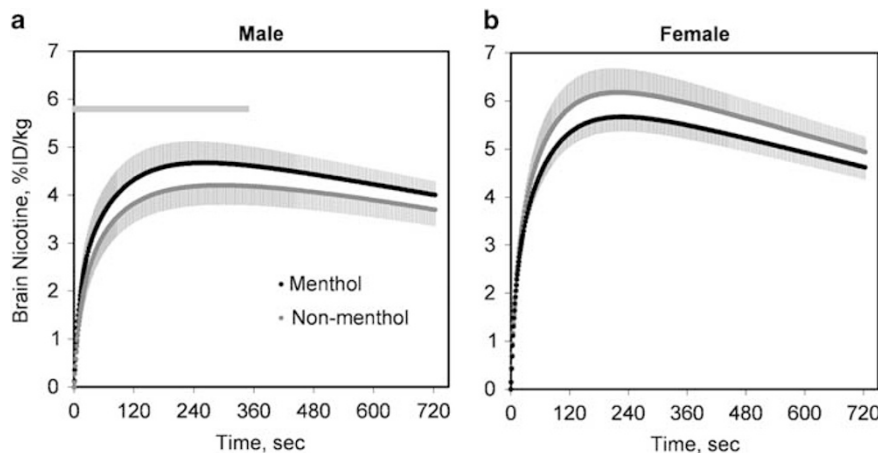 a
Male
Brain Nicotine, %ID/kg
7
6
5
4
3
2
1
0
0 120 240 360 480 600 720
Time, sec
Menthol
Non-menthol
b
Female
7
6
5
4
3
2
1
0
0 120 240 360 480 600 720
Time, sec